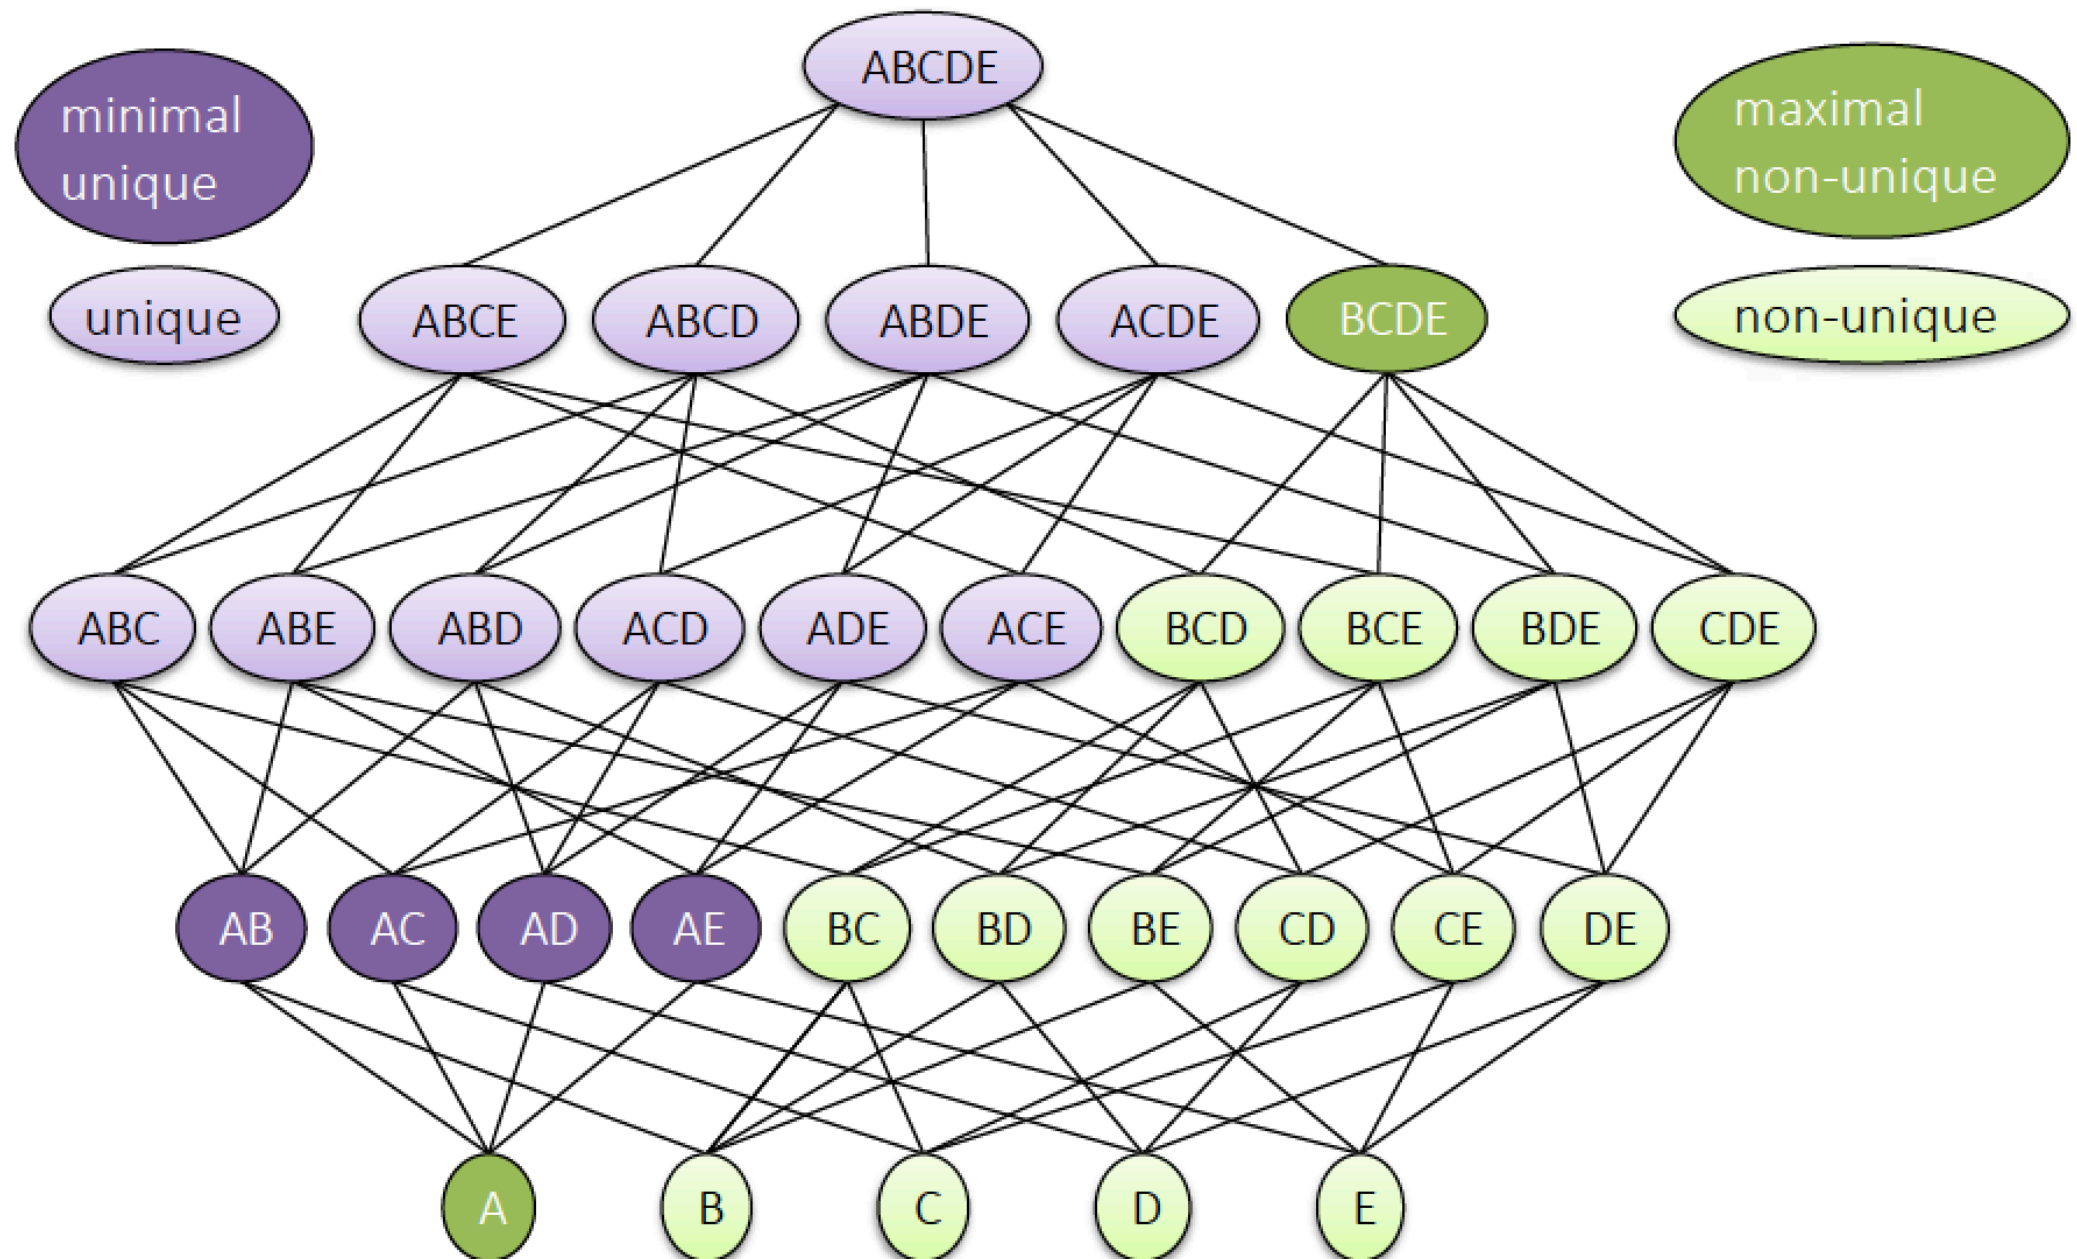 ABCDE
minimal
unique
maximal
non-unique
unique
ABCE ABCD ABDE ACDE BCDE
non-unique
ABC ABE ABD ACD ADE ACE BCD BCE BDE CDE
AB AC AD AE BC BD BE CD CE DE
A B C D E